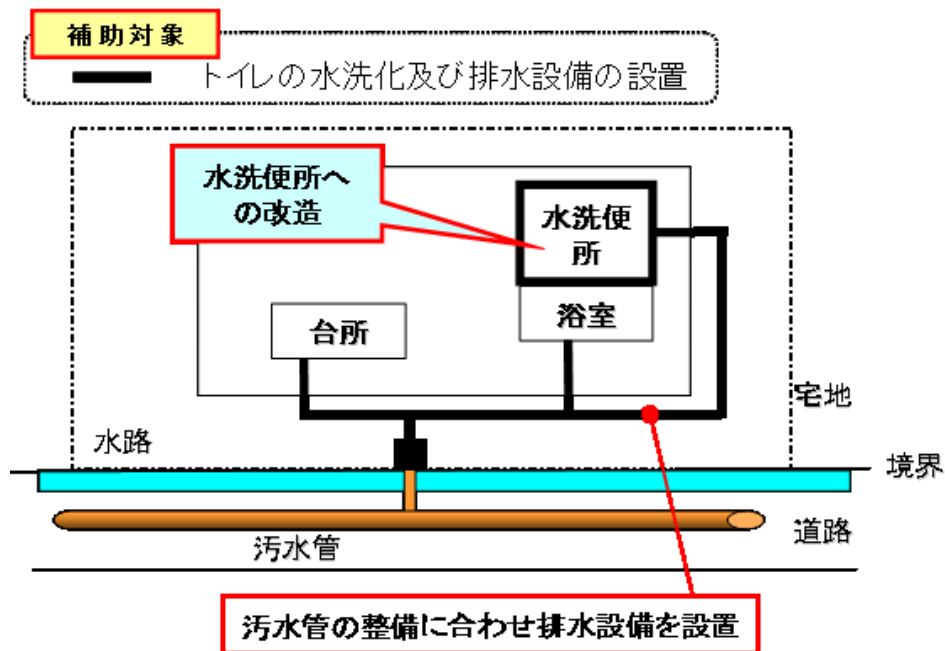 補助対象
トイレの水洗化及び排水設備の設置
水洗便所へ
の改造
水洗便
所
台所
浴室
宅地
水路
境界
道路
汚水管
汚水管の整備に合わせ排水設備を設置